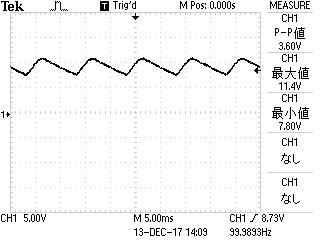 Tek Trig'd M Pos: 0.000s MEASURE
CH1
P-P値
3.60V
CH1
最大値
11.4V
CH1
最小値
7.80V
CH1
なし
CH1
なし
1
CH1 5.00V M 5.00ms CH1 8.73V
13-DEC-17 14:09 99.9893Hz